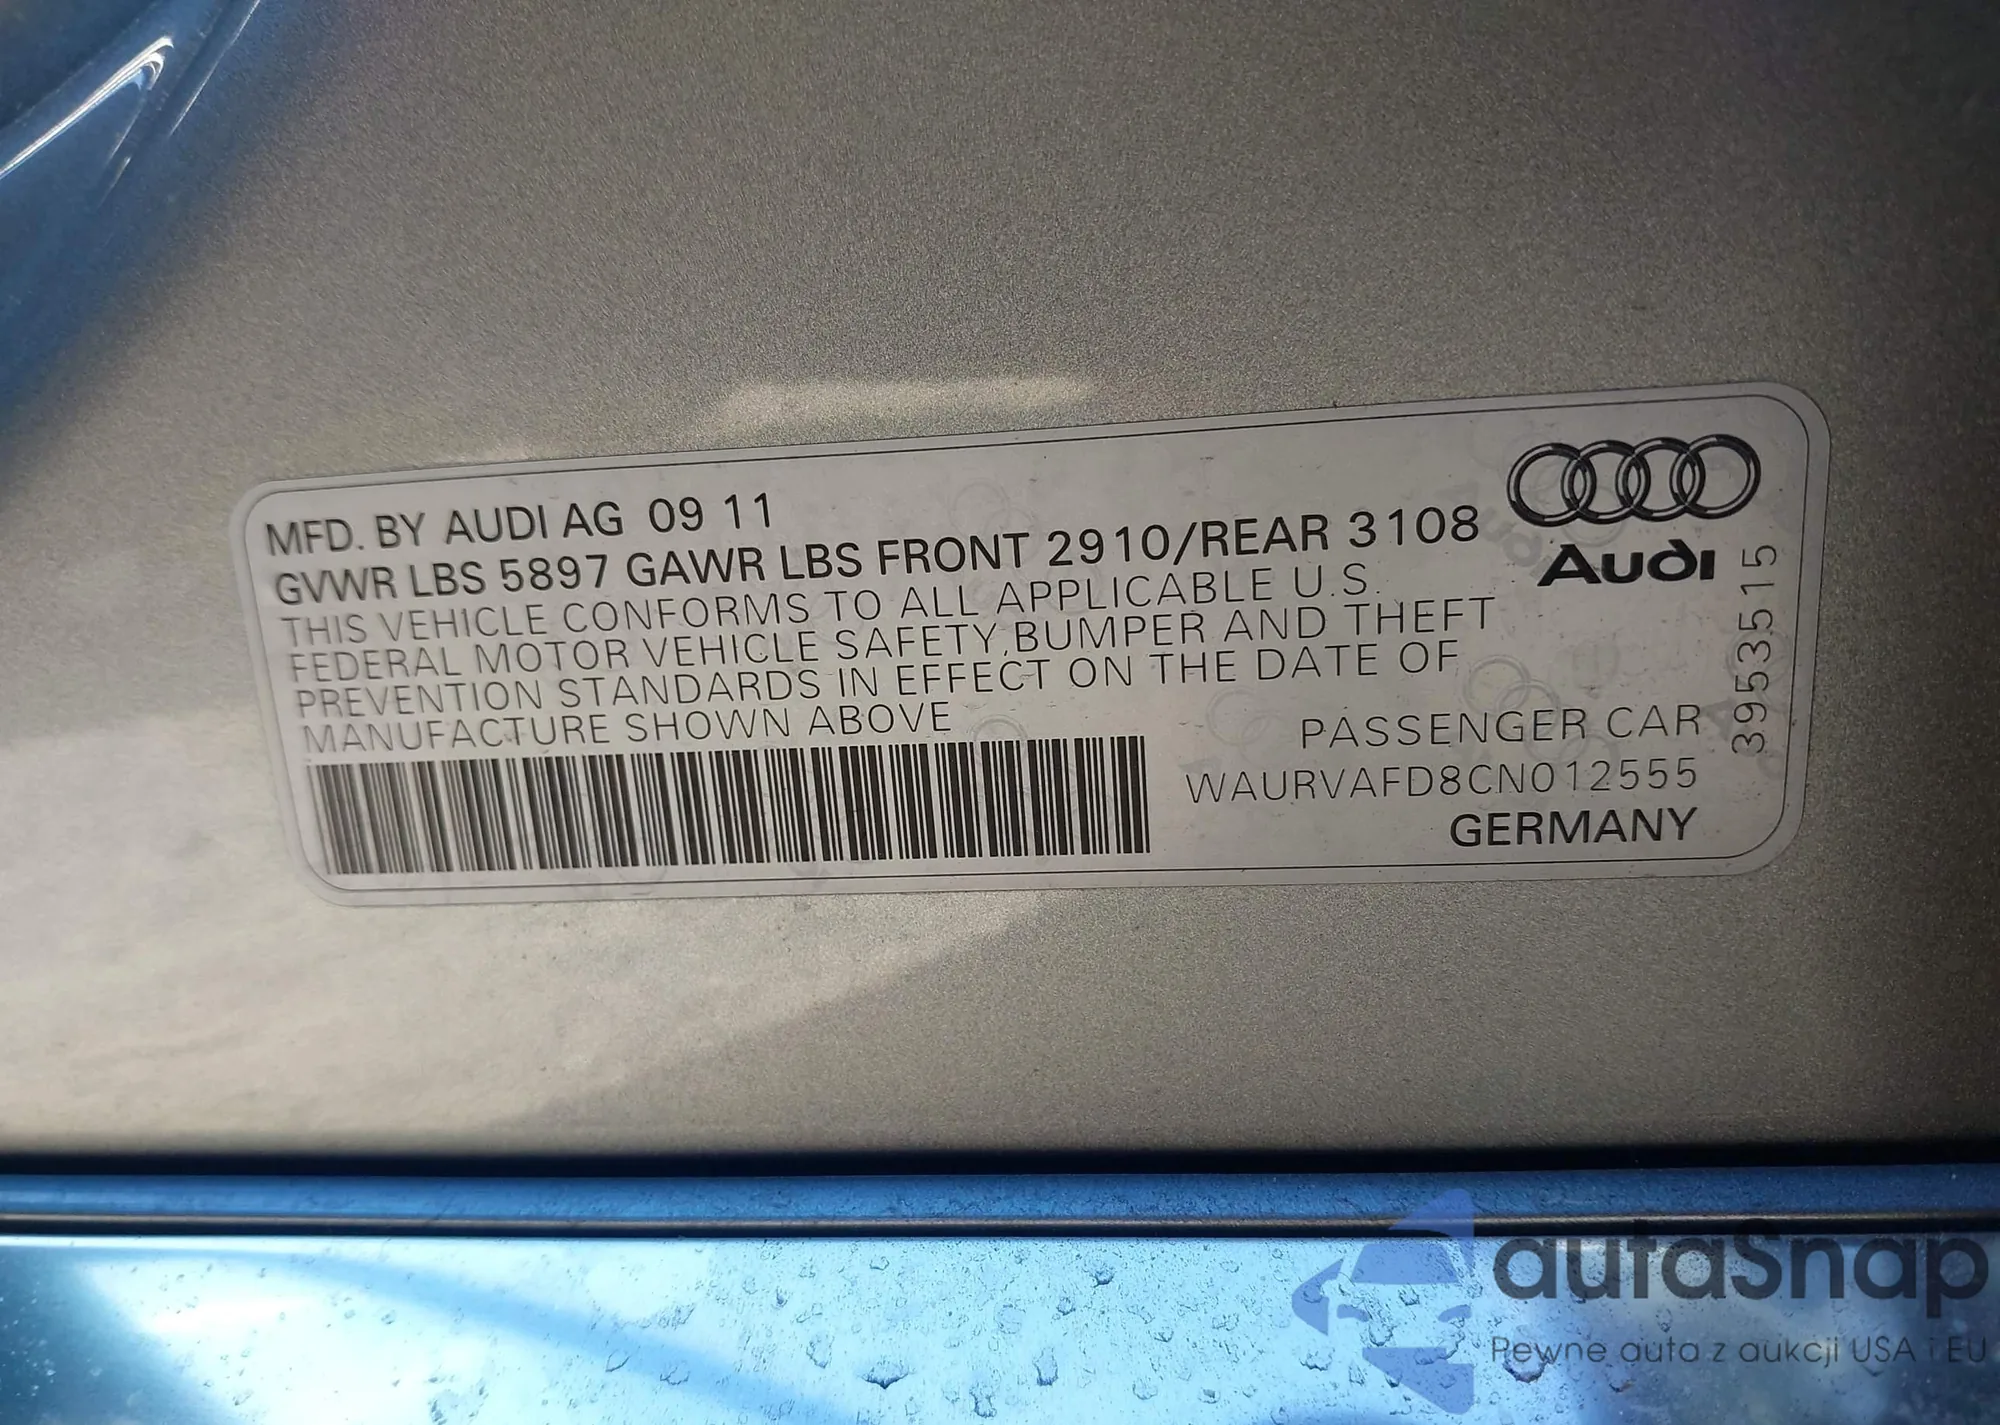 MFD. BY AUDI AG 09 11
GVWR LBS 5897 GAWR LBS FRONT 2910/REAR 3108
THIS VEHICLE CONFORMS TO ALL APPLICABLE U.S.
FEDERAL MOTOR VEHICLE SAFETY, BUMPER AND THEFT
PREVENTION STANDARDS IN EFFECT ON THE DATE OF
MANUFACTURE SHOWN ABOVE
Audi
3953515
PASSENGER CAR
WAURVAFD8CN012555
GERMANY
autaSnap
Pewne auta z aukcji USA i EU